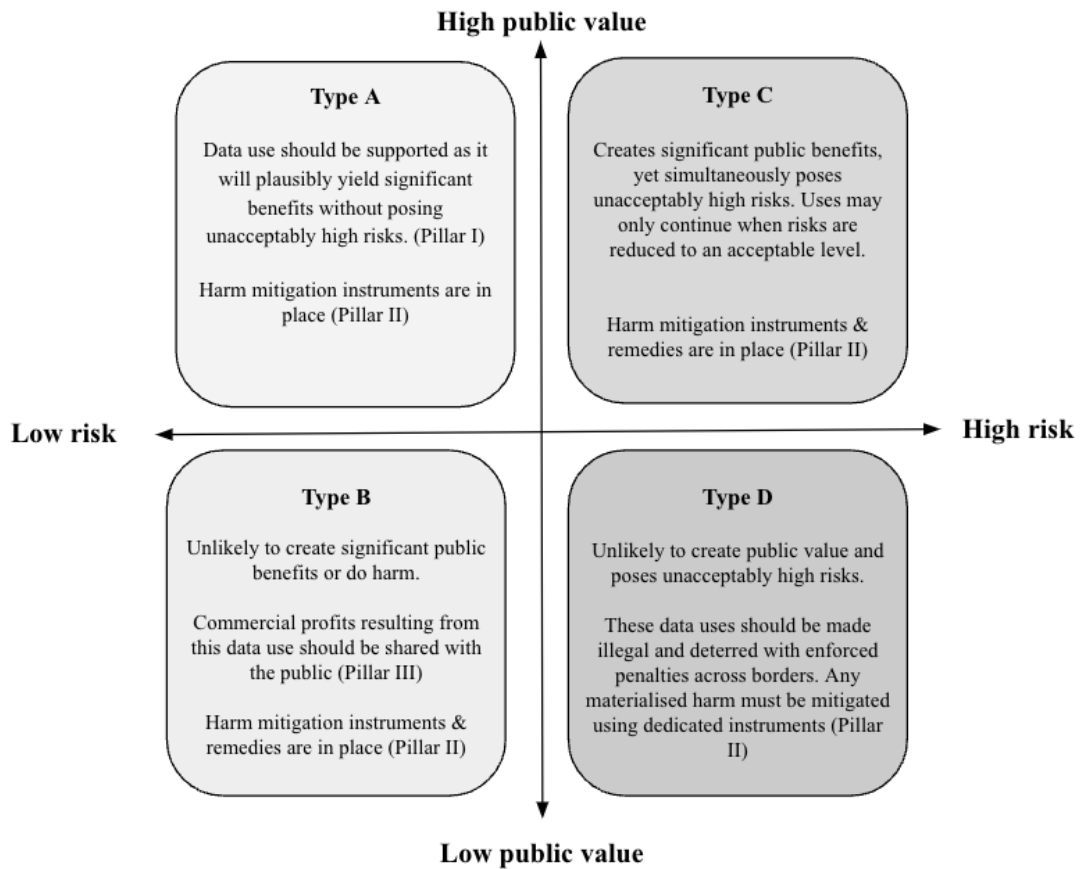 High public value
Type A
Data use should be supported as it
will plausibly yield significant
benefits without posing
unacceptably high risks. (Pillar I)
Harm mitigation instruments are in
place (Pillar II)
Type C
Creates significant public benefits,
yet simultaneously poses
unacceptably high risks. Uses may
only continue when risks are
reduced to an acceptable level.
Harm mitigation instruments &
remedies are in place (Pillar II)
Low risk
High risk
Type B
Unlikely to create significant public
benefits or do harm.
Commercial profits resulting from
this data use should be shared with
the public (Pillar III)
Harm mitigation instruments &
remedies are in place (Pillar II)
Type D
Unlikely to create public value and
poses unacceptably high risks.
These data uses should be made
illegal and deterred with enforced
penalties across borders. Any
materialised harm must be mitigated
using dedicated instruments (Pillar
II)
Low public value